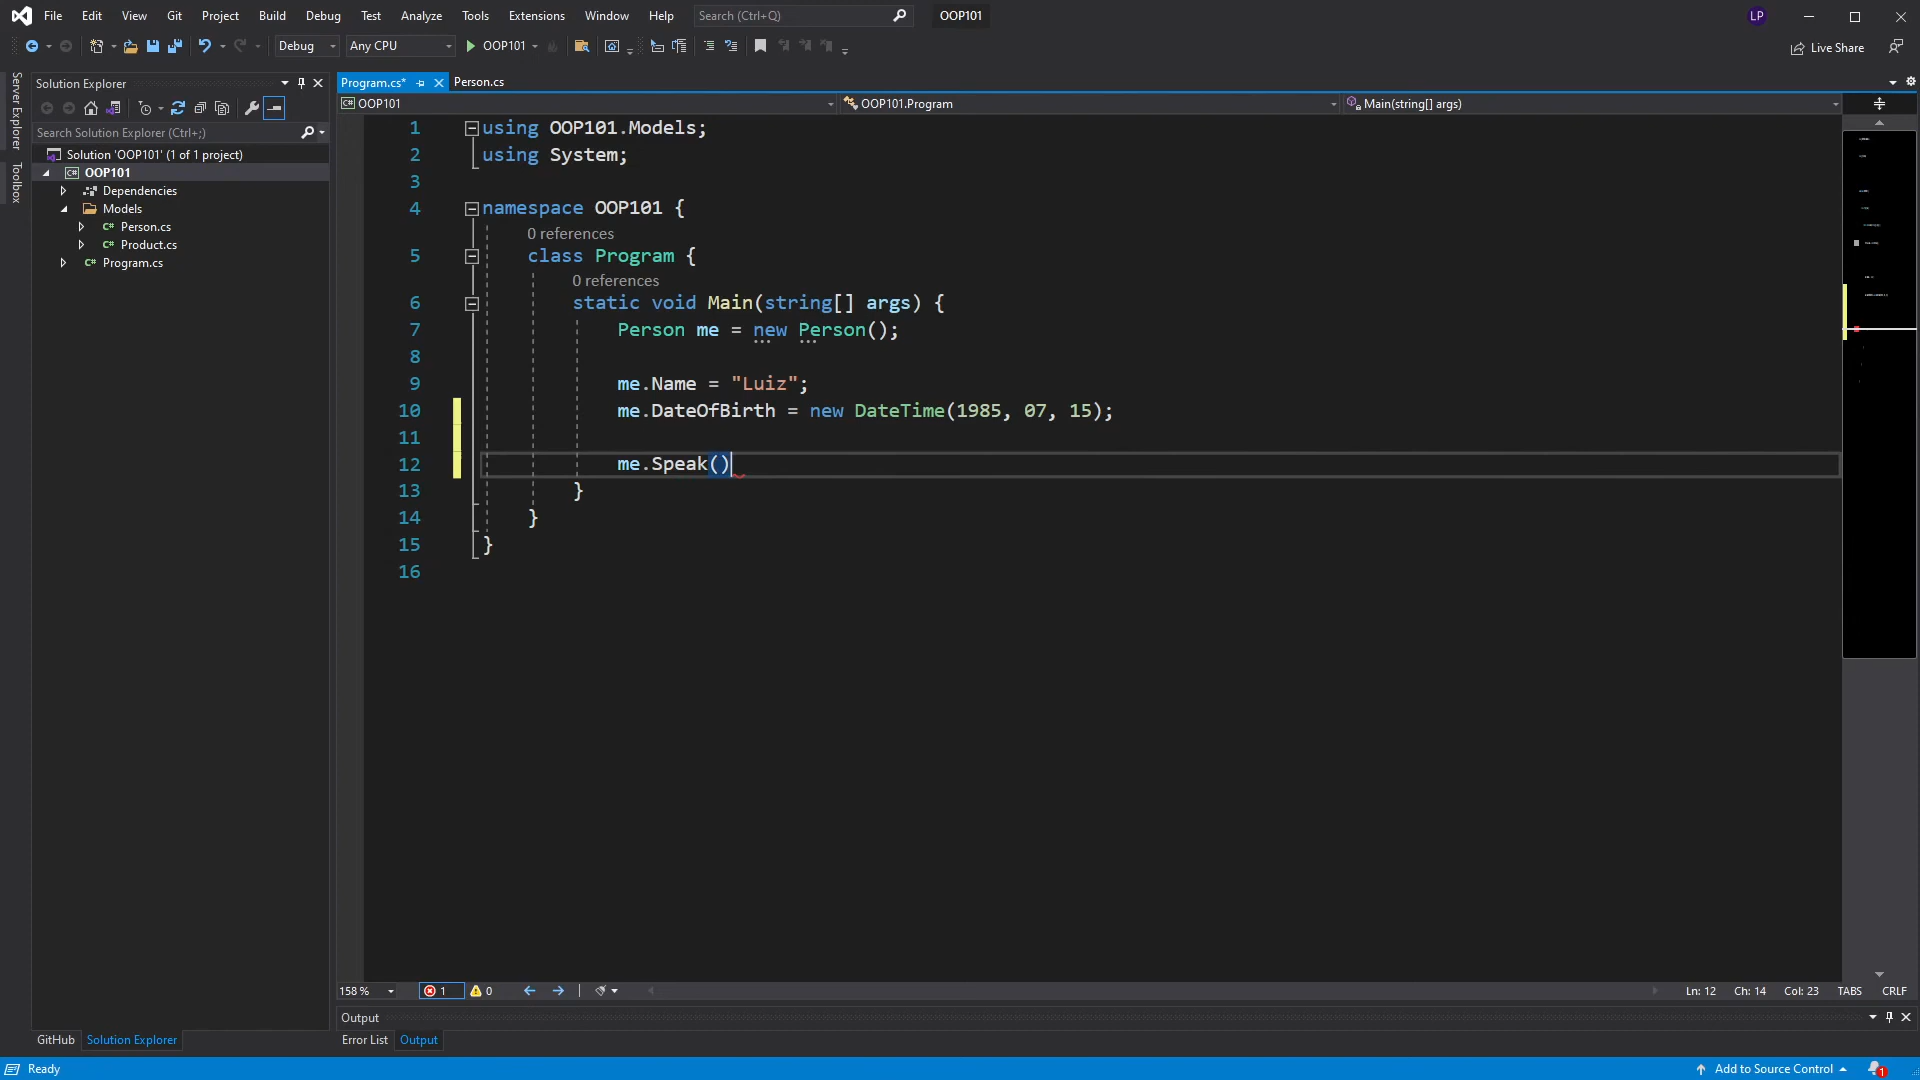 File Edit View Git Project Build Debug Test Analyze Tools Extensions Window Help Search (Ctrl+Q) OOP101 LP
Debug Any CPU OOP101 Live Share
Server Explorer
Toolbox
Solution Explorer
Search Solution Explorer (Ctrl+;)
Solution 'OOP101' (1 of 1 project)
C# OOP101
Dependencies
Models
C# Person.cs
C# Product.cs
C# Program.cs
Program.cs* Person.cs
C# OOP101 OOP101.Program Main(string[] args)
1 using OOP101.Models;
2 using System;
3
4 namespace OOP101 {
0 references
5 class Program {
0 references
6 static void Main(string[] args) {
7 Person me = new Person();
8
9 me.Name = "Luiz";
10 me.DateOfBirth = new DateTime(1985, 07, 15);
11
12 me.Speak()
13 }
14 }
15 }
16
158 % 1 0 Ln: 12 Ch: 14 Col: 23 TABS CRLF
Output
GitHub Solution Explorer Error List Output
Ready Add to Source Control 1